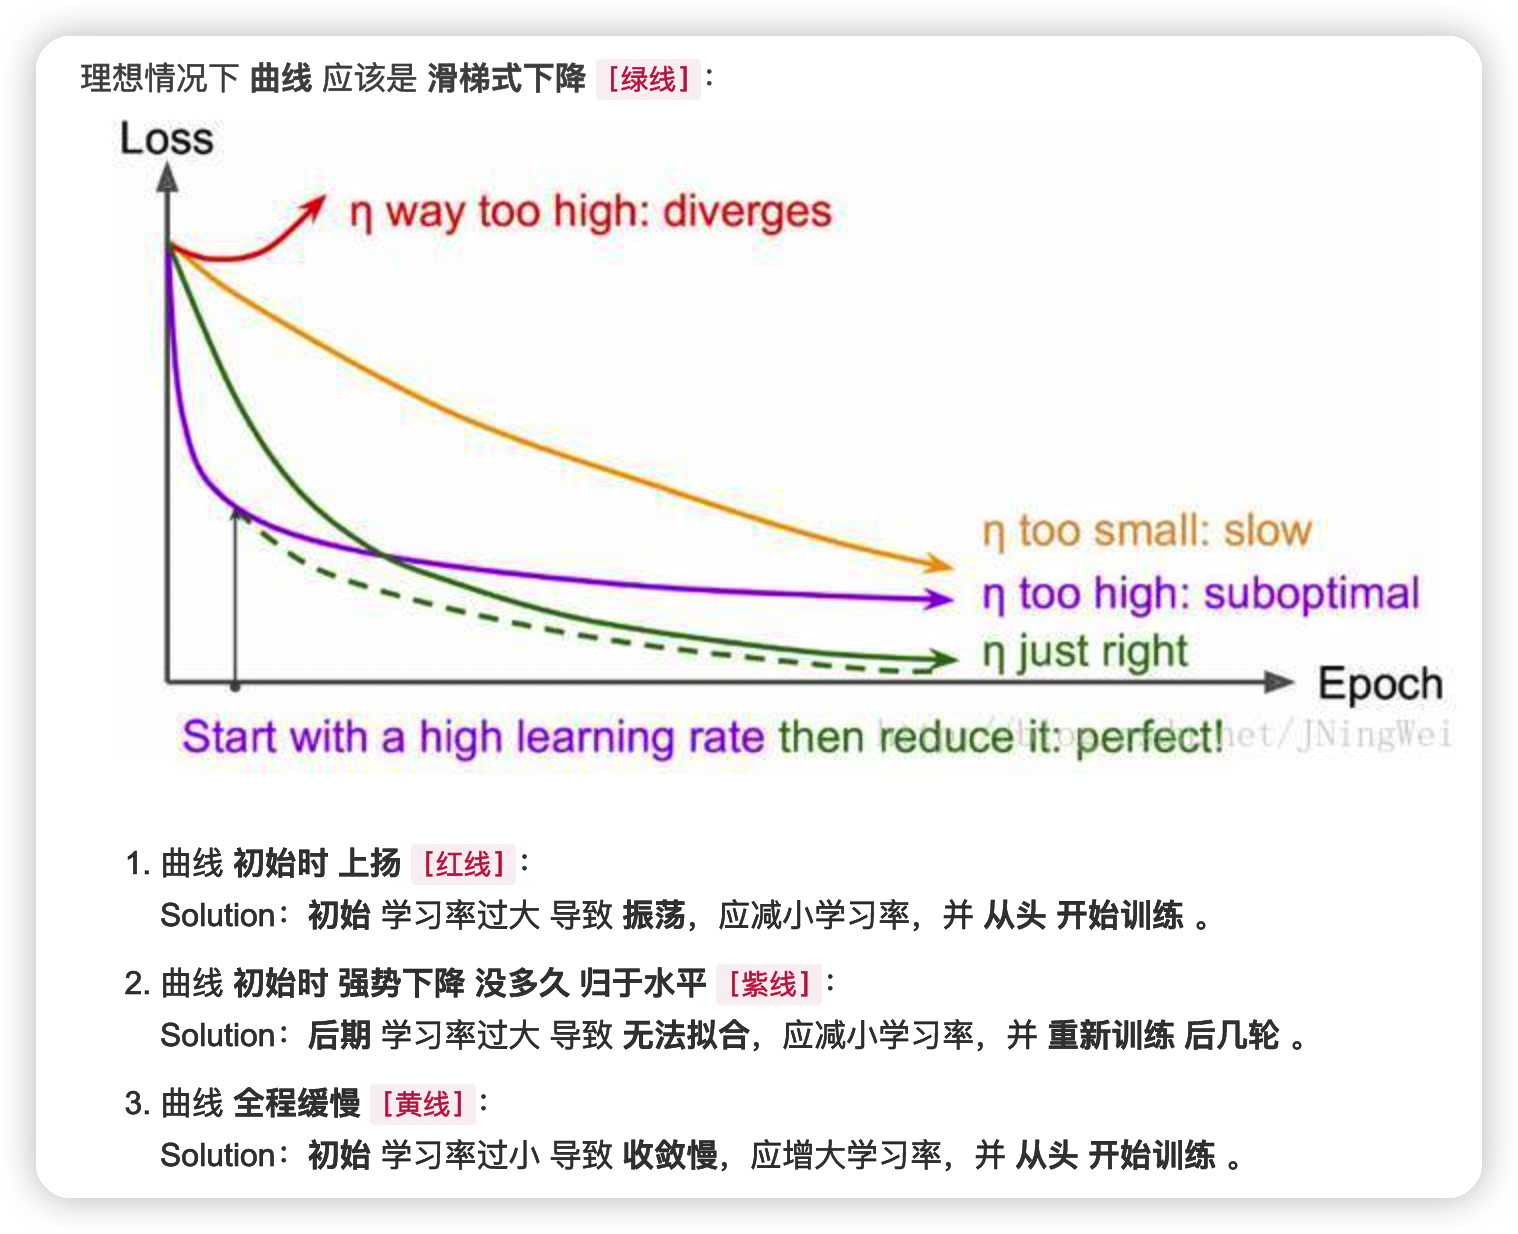 理想情况下 曲线 应该是 滑梯式下降 [绿线]：
Loss
η way too high: diverges
η too small: slow
η too high: suboptimal
η just right
Epoch
Start with a high learning rate then reduce it: perfect!
net/JNingWei
1. 曲线 初始时 上扬 [红线]：
Solution：初始 学习率过大 导致 振荡，应减小学习率，并 从头 开始训练 。
2. 曲线 初始时 强势下降 没多久 归于水平 [紫线]：
Solution：后期 学习率过大 导致 无法拟合，应减小学习率，并 重新训练 后几轮 。
3. 曲线 全程缓慢 [黄线]：
Solution：初始 学习率过小 导致 收敛慢，应增大学习率，并 从头 开始训练 。